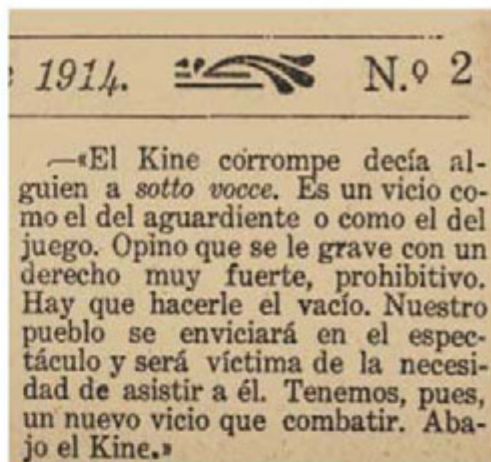 1914. N.º 2
—«El Kine corrompe decía al-
guien a sotto vocce. Es un vicio co-
mo el del aguardiente o como el del
juego. Opino que se le grave con un
derecho muy fuerte, prohibitivo.
Hay que hacerle el vacío. Nuestro
pueblo se enviciará en el espec-
táculo y será víctima de la necesi-
dad de asistir a él. Tenemos, pues,
un nuevo vicio que combatir. Aba-
jo el Kine.»